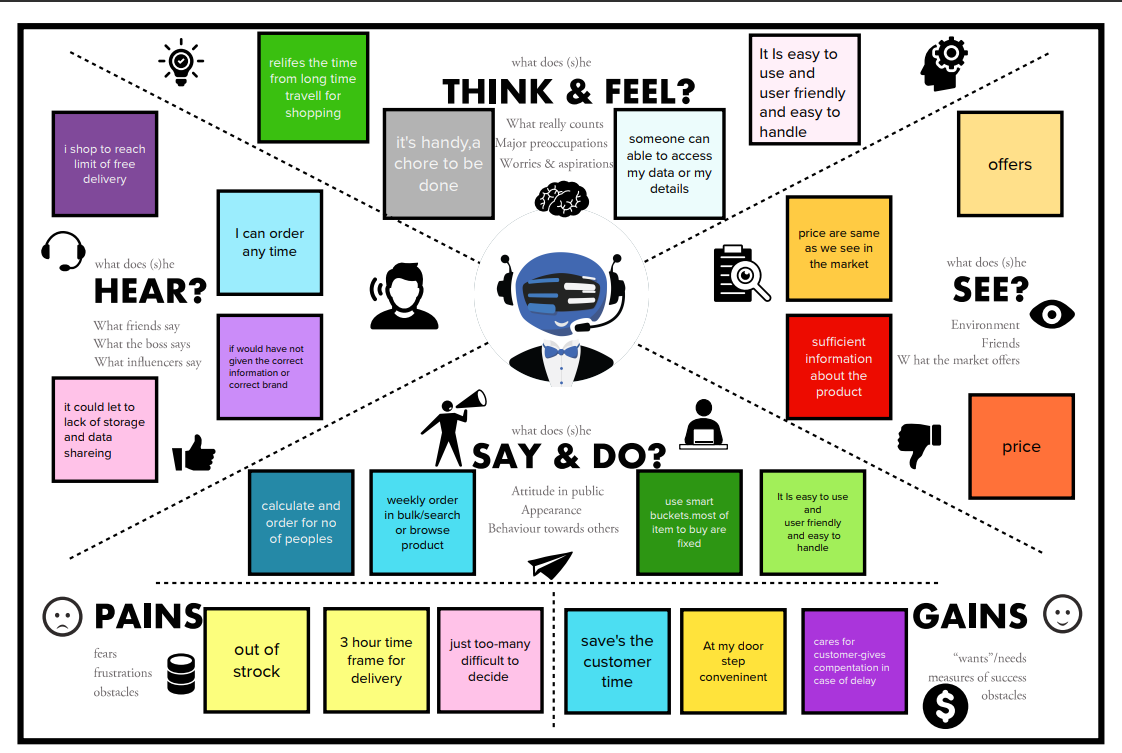 relifes the time
from long time
travell for
shopping
what does (s)he
THINK & FEEL?
What really counts
Major preoccupations
Worries & aspirations
it's handy,a
chore to be
done
someone can
able to access
my data or my
details
It Is easy to
use and
user friendly
and easy to
handle
i shop to reach
limit of free
delivery
I can order
any time
what does (s)he
HEAR?
What friends say
What the boss says
What influencers say
if would have not
given the correct
information or
correct brand
it could let to
lack of storage
and data
shareing
offers
price are same
as we see in
the market
what does (s)he
SEE?
Environment
Friends
W hat the market offers
sufficient
information
about the
product
price
what does (s)he
SAY & DO?
Attitude in public
Appearance
Behaviour towards others
calculate and
order for no
of peoples
weekly order
in bulk/search
or browse
product
use smart
buckets.most of
item to buy are
fixed
It Is easy to use
and
user friendly
and easy to
handle
PAINS
fears
frustrations
obstacles
out of
strock
3 hour time
frame for
delivery
just too-many
difficult to
decide
save's the
customer
time
At my door
step
conveninent
cares for
customer-gives
compentation in
case of delay
GAINS
“wants”/needs
measures of success
obstacles
$